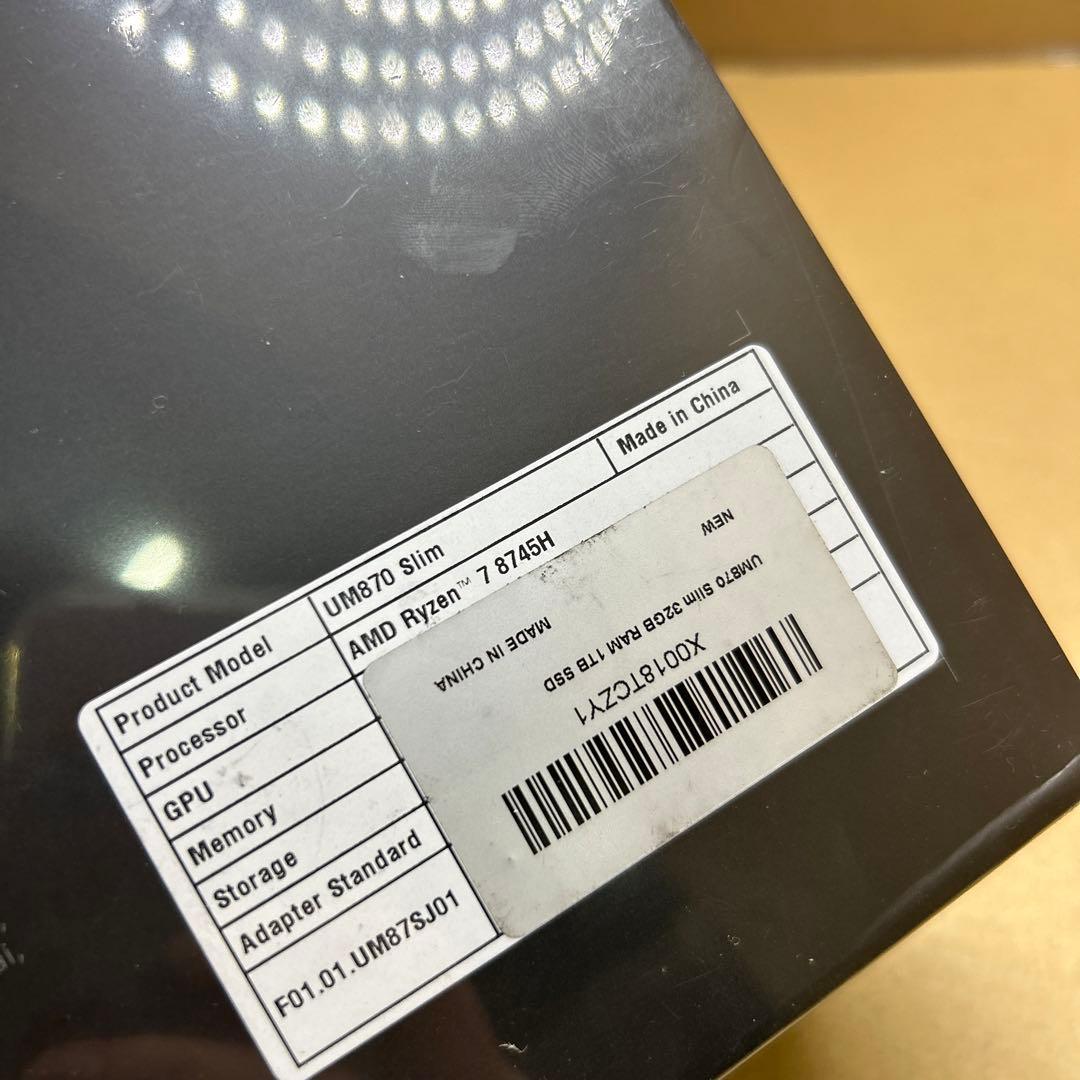 Product Model UM870 Slim Made in China
Processor AMD Ryzen™ 7 8745H
GPU
Memory
Storage
Adapter Standard
F01.01.UM87SJ01
X0018TCZY1
UM870 Slim 32GB RAM 1TB SSD
NEW MADE IN CHINA